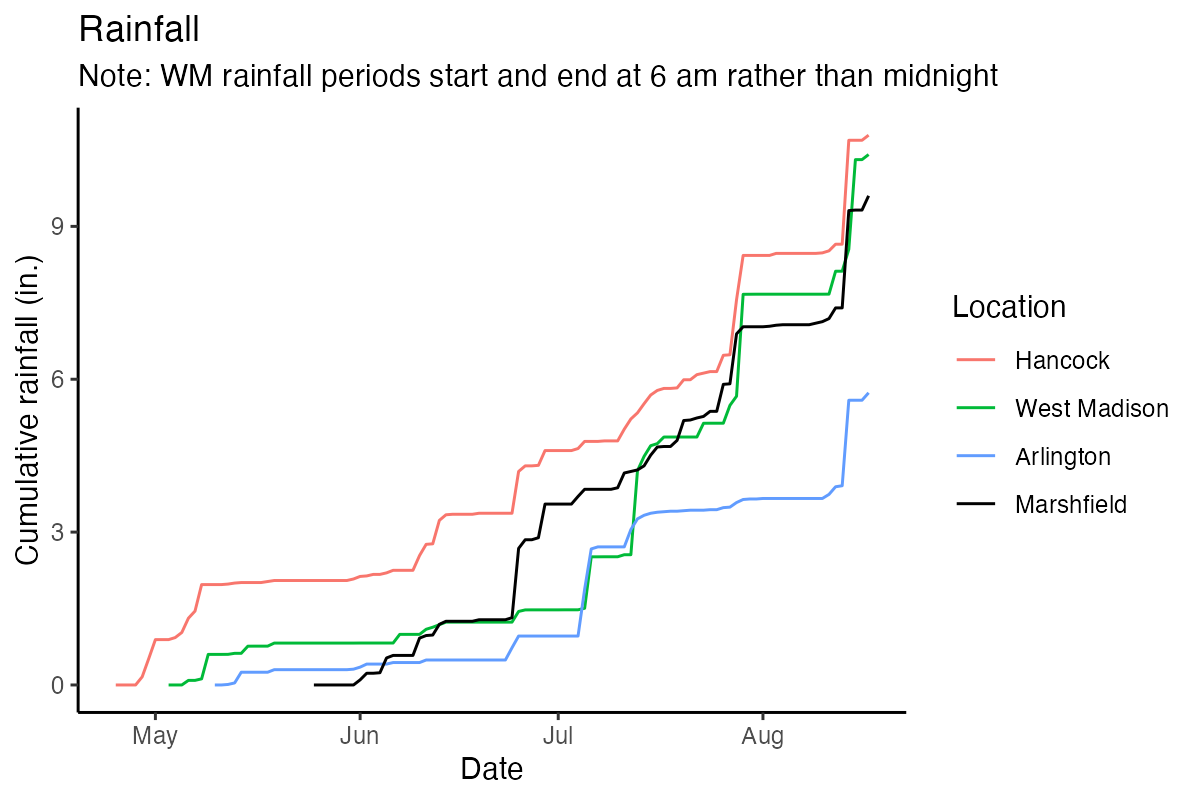 Rainfall
Note: WM rainfall periods start and end at 6 am rather than midnight
Cumulative rainfall (in.)
9
6
3
0
May Jun Jul Aug
Date
Location
Hancock
West Madison
Arlington
Marshfield